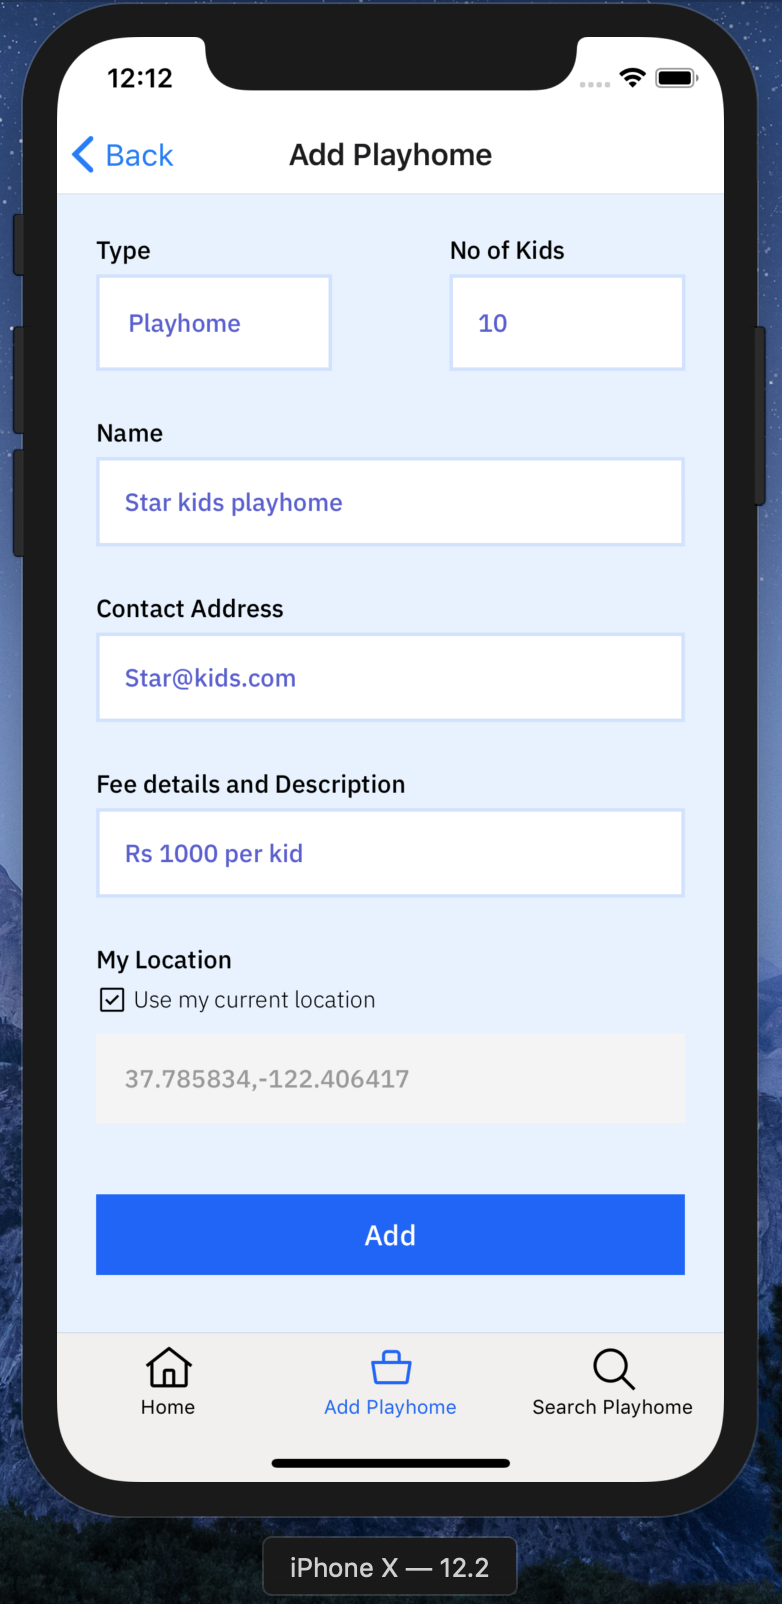 12:12
Back Add Playhome
Type No of Kids
Playhome 10
Name
Star kids playhome
Contact Address
Star@kids.com
Fee details and Description
Rs 1000 per kid
My Location
Use my current location
37.785834,-122.406417
Add
Home Add Playhome Search Playhome
iPhone X — 12.2